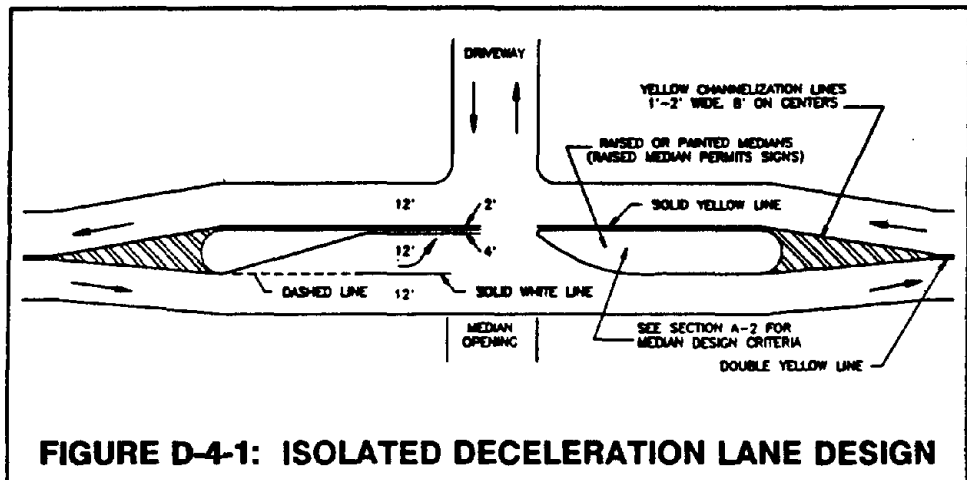 DRIVEWAY
YELLOW CHANNELIZATION LINES
1'-2' WIDE, 8' ON CENTERS
RAISED OR PAINTED MEDIANS
(RAISED MEDIAN PERMITS SIGNS)
12'
2'
SOLID YELLOW LINE
12'
4'
DASHED LINE
12'
SOLID WHITE LINE
MEDIAN
OPENING
SEE SECTION A-2 FOR
MEDIAN DESIGN CRITERIA
DOUBLE YELLOW LINE
FIGURE D-4-1: ISOLATED DECELERATION LANE DESIGN